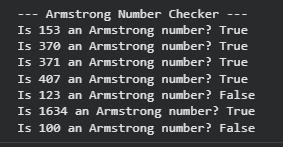 --- Armstrong Number Checker ---
Is 153 an Armstrong number? True
Is 370 an Armstrong number? True
Is 371 an Armstrong number? True
Is 407 an Armstrong number? True
Is 123 an Armstrong number? False
Is 1634 an Armstrong number? True
Is 100 an Armstrong number? False